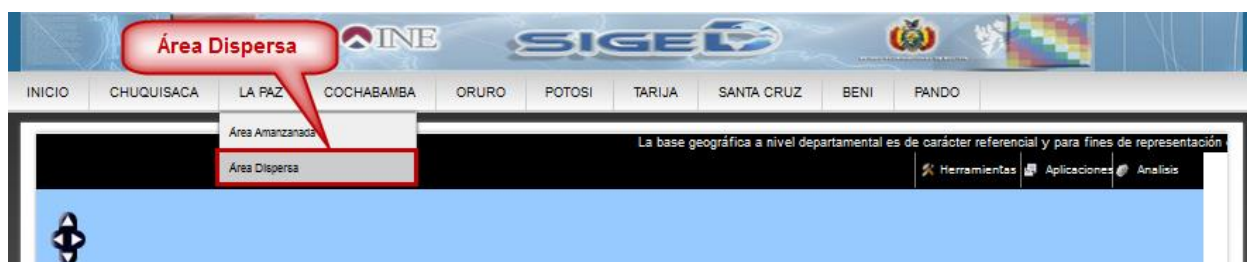 Área Dispersa
INE
SIGED
INICIO CHUQUISACA LA PAZ COCHABAMBA ORURO POTOSI TARIJA SANTA CRUZ BENI PANDO
Área Amanzanada
La base geográfica a nivel departamental es de carácter referencial y para fines de representación
Área Dispersa
Herramientas Aplicaciones Analisis